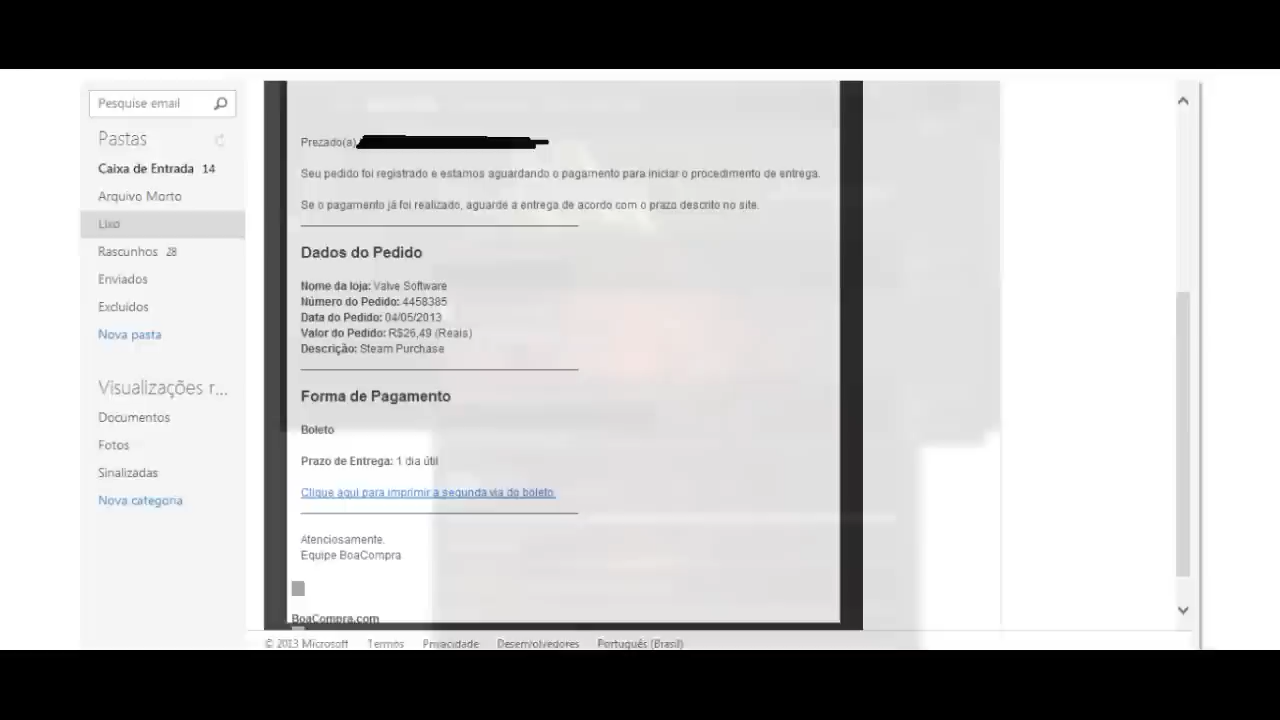 Pesquise email
Pastas
Caixa de Entrada 14
Arquivo Morto
Lixo
Rascunhos 28
Enviados
Excluídos
Nova pasta
Visualizações r...
Documentos
Fotos
Sinalizadas
Nova categoria
Prezado(a)
Seu pedido foi registrado e estamos aguardando o pagamento para iniciar o procedimento de entrega.
Se o pagamento já foi realizado, aguarde a entrega de acordo com o prazo descrito no site.
Dados do Pedido
Nome da loja: Valve Software
Número do Pedido: 4458385
Data do Pedido: 04/05/2013
Valor do Pedido: R$26,49 (Reais)
Descrição: Steam Purchase
Forma de Pagamento
Boleto
Prazo de Entrega: 1 dia útil
Clique aqui para imprimir a segunda via do boleto.
Atenciosamente.
Equipe BoaCompra
BoaCompra.com
© 2013 Microsoft Termos Privacidade Desenvolvedores Português (Brasil)